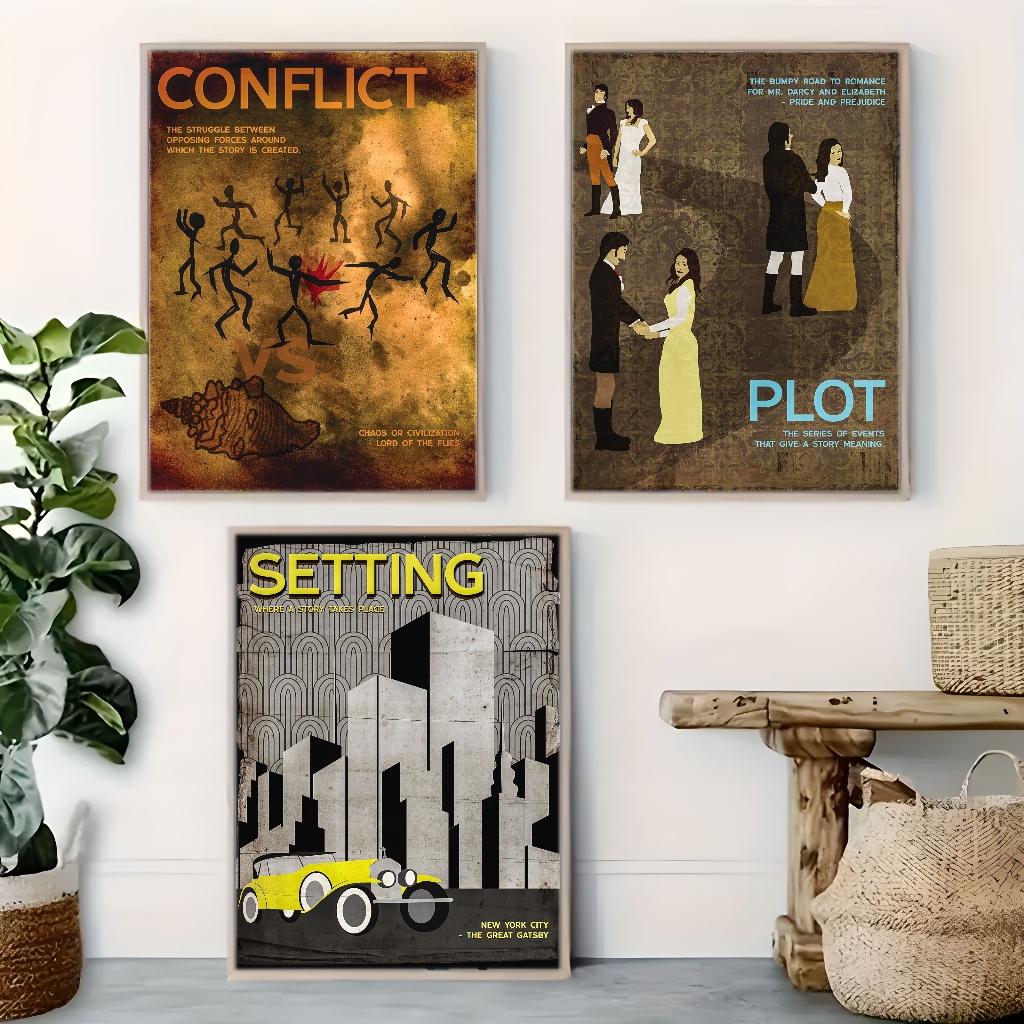 CONFLICT
THE STRUGGLE BETWEEN
OPPOSING FORCES AROUND
WHICH THE STORY IS CREATED.
VS.
CHAOS OR CIVILIZATION
- LORD OF THE FLIES
THE BUMPY ROAD TO ROMANCE
FOR MR. DARCY AND ELIZABETH
- PRIDE AND PREJUDICE
PLOT
THE SERIES OF EVENTS
THAT GIVE A STORY MEANING.
SETTING
WHERE A STORY TAKES PLACE.
NEW YORK CITY
- THE GREAT GATSBY